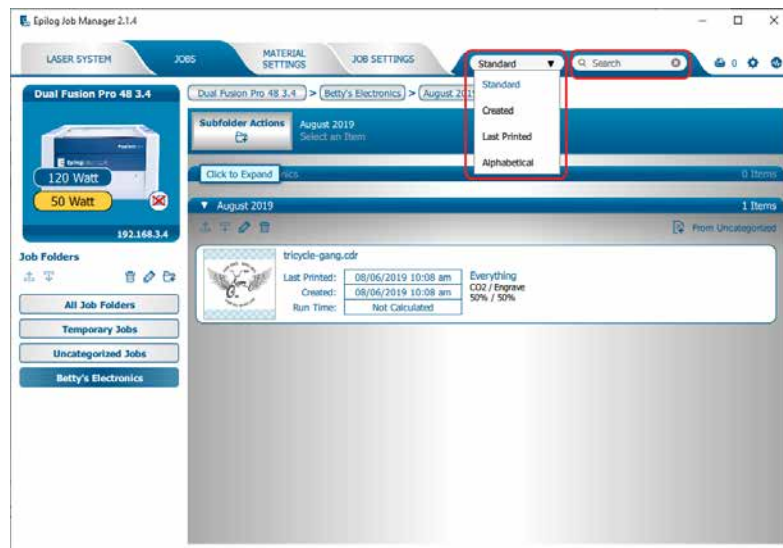 Epilog Job Manager 2.1.4
LASER SYSTEM
JOBS
MATERIAL SETTINGS
JOB SETTINGS
Standard ▼
Search
0
Standard
Created
Last Printed
Alphabetical
Dual Fusion Pro 48 3.4
120 Watt
50 Watt
192.168.3.4
Dual Fusion Pro 48 3.4 > Betty's Electronics > August
Subfolder Actions
August 2019
Select an Item
Click to Expand
0 Items
▼ August 2019
1 Items
From Uncategorized
tricycle-gang.cdr
Last Printed: 08/06/2019 10:08 am
Created: 08/06/2019 10:08 am
Run Time: Not Calculated
Everything
CO2 / Engrave
50% / 50%
Job Folders
All Job Folders
Temporary Jobs
Uncategorized Jobs
Betty's Electronics